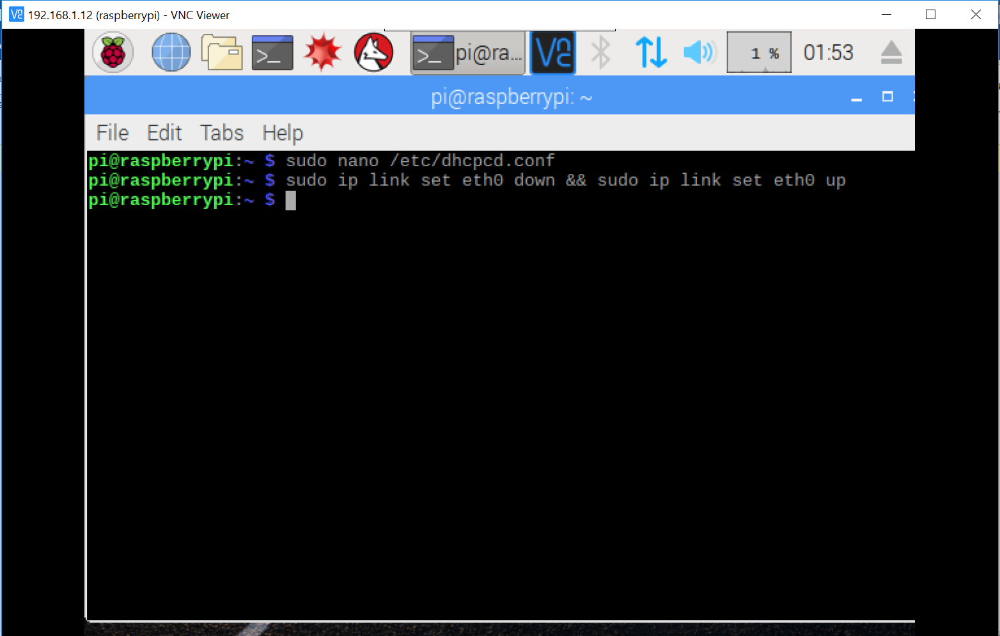 192.168.1.12 (raspberrypi) - VNC Viewer
>_ >_ pi@ra... 1 % 01:53
pi@raspberrypi: ~
File Edit Tabs Help
pi@raspberrypi:~ $ sudo nano /etc/dhcpcd.conf
pi@raspberrypi:~ $ sudo ip link set eth0 down && sudo ip link set eth0 up
pi@raspberrypi:~ $